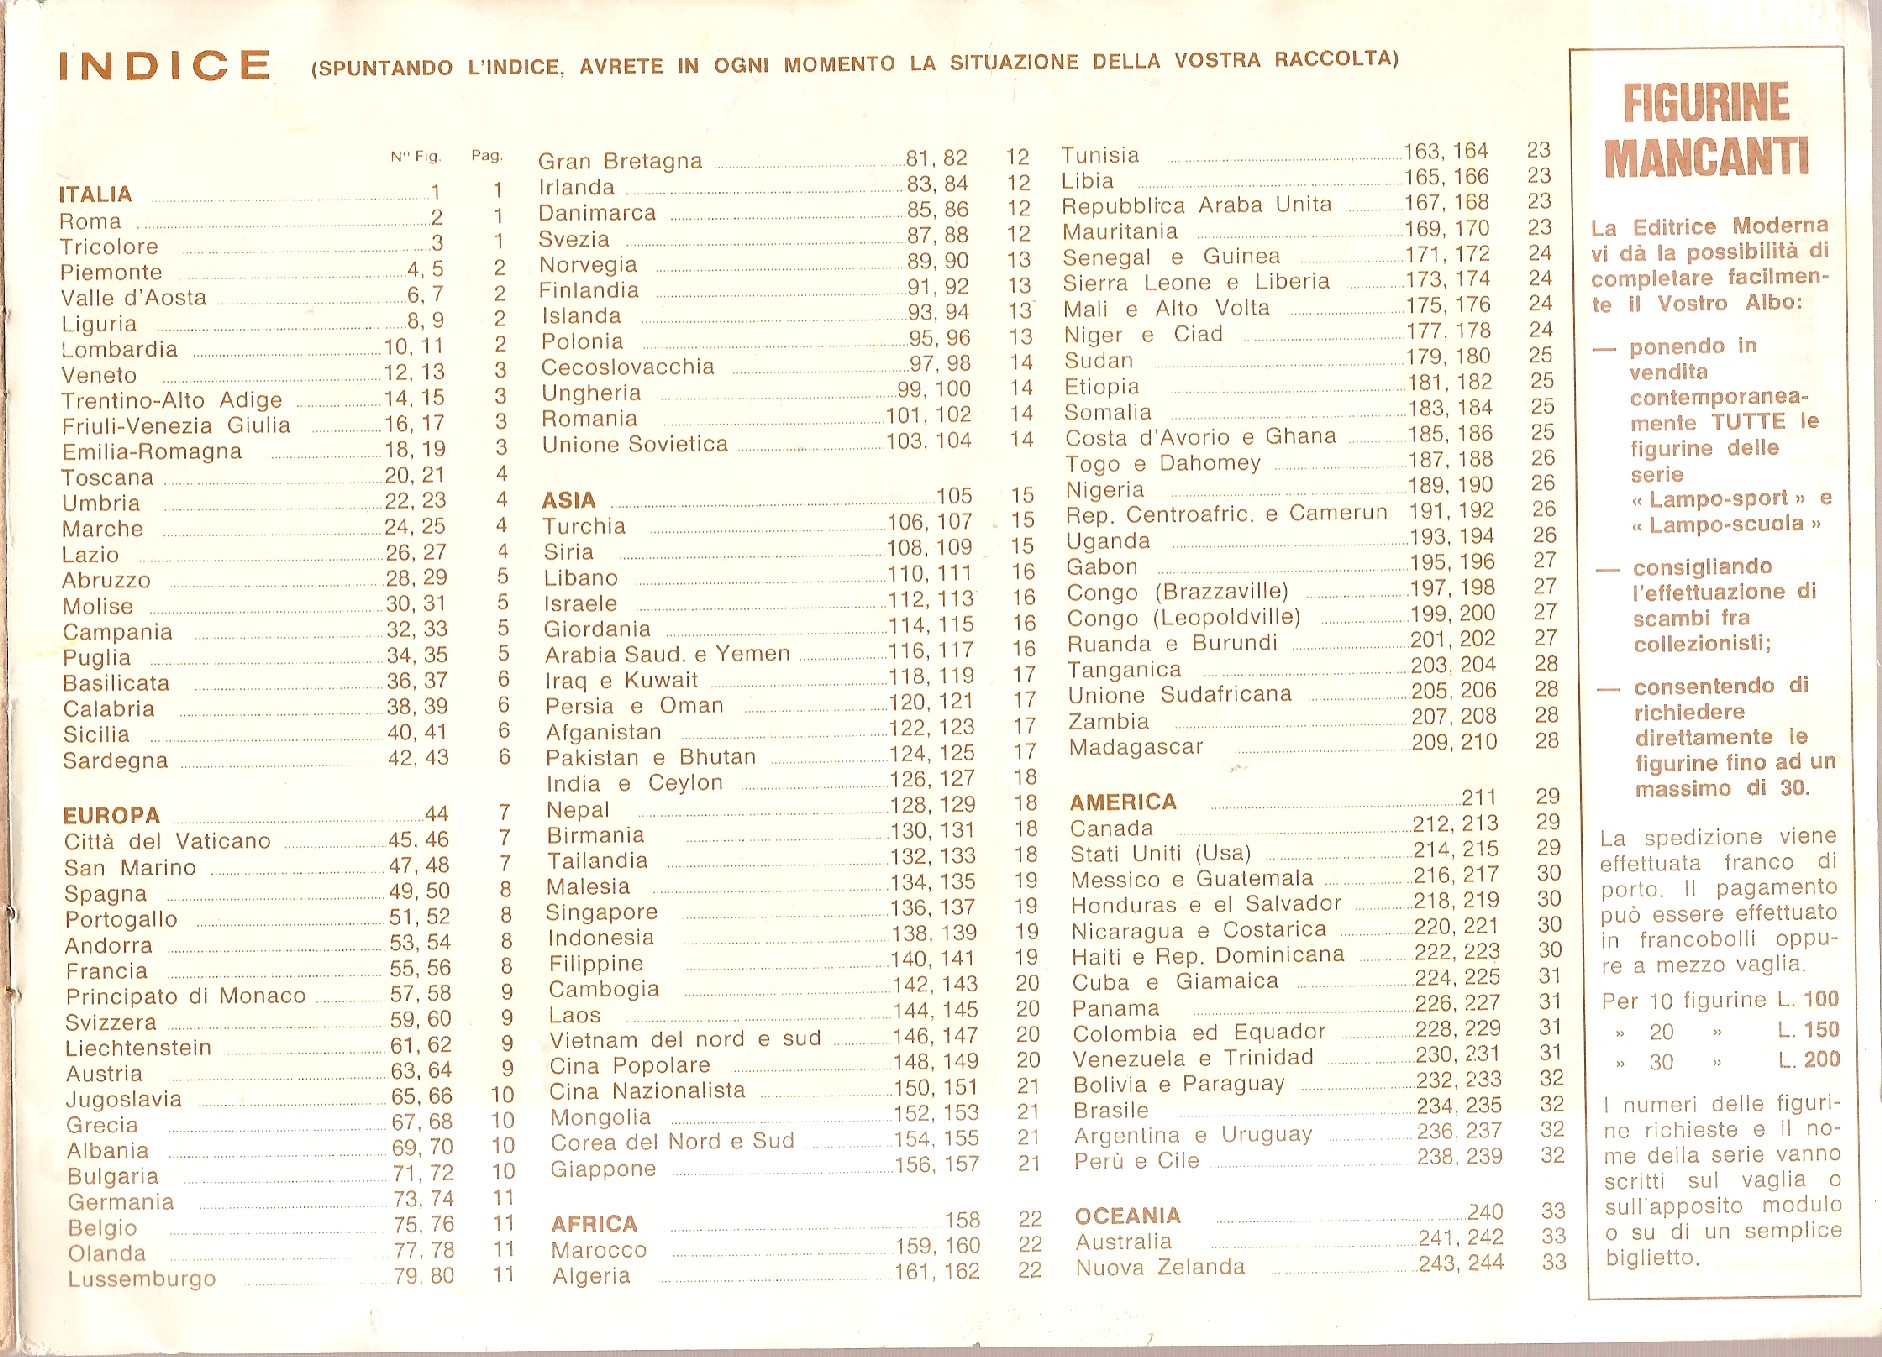 INDICE (SPUNTANDO L'INDICE, AVRETE IN OGNI MOMENTO LA SITUAZIONE DELLA VOSTRA RACCOLTA)
Nº Fig. Pag.
ITALIA 1 1
Roma 2 1
Tricolore 3 1
Piemonte 4, 5 2
Valle d'Aosta 6, 7 2
Liguria 8, 9 2
Lombardia 10, 11 2
Veneto 12, 13 3
Trentino-Alto Adige 14, 15 3
Friuli-Venezia Giulia 16, 17 3
Emilia-Romagna 18, 19 3
Toscana 20, 21 4
Umbria 22, 23 4
Marche 24, 25 4
Lazio 26, 27 4
Abruzzo 28, 29 5
Molise 30, 31 5
Campania 32, 33 5
Puglia 34, 35 5
Basilicata 36, 37 6
Calabria 38, 39 6
Sicilia 40, 41 6
Sardegna 42, 43 6
EUROPA 44 7
Città del Vaticano 45, 46 7
San Marino 47, 48 7
Spagna 49, 50 8
Portogallo 51, 52 8
Andorra 53, 54 8
Francia 55, 56 8
Principato di Monaco 57, 58 9
Svizzera 59, 60 9
Liechtenstein 61, 62 9
Austria 63, 64 9
Jugoslavia 65, 66 10
Grecia 67, 68 10
Albania 69, 70 10
Bulgaria 71, 72 10
Germania 73, 74 11
Belgio 75, 76 11
Olanda 77, 78 11
Lussemburgo 79, 80 11
Gran Bretagna 81, 82 12
Irlanda 83, 84 12
Danimarca 85, 86 12
Svezia 87, 88 12
Norvegia 89, 90 13
Finlandia 91, 92 13
Islanda 93, 94 13
Polonia 95, 96 13
Cecoslovacchia 97, 98 14
Ungheria 99, 100 14
Romania 101, 102 14
Unione Sovietica 103, 104 14
ASIA 105 15
Turchia 106, 107 15
Siria 108, 109 15
Libano 110, 111 16
Israele 112, 113 16
Giordania 114, 115 16
Arabia Saud. e Yemen 116, 117 16
Iraq e Kuwait 118, 119 17
Persia e Oman 120, 121 17
Afganistan 122, 123 17
Pakistan e Bhutan 124, 125 17
India e Ceylon 126, 127 18
Nepal 128, 129 18
Birmania 130, 131 18
Tailandia 132, 133 18
Malesia 134, 135 19
Singapore 136, 137 19
Indonesia 138, 139 19
Filippine 140, 141 19
Cambogia 142, 143 20
Laos 144, 145 20
Vietnam del nord e sud 146, 147 20
Cina Popolare 148, 149 20
Cina Nazionalista 150, 151 21
Mongolia 152, 153 21
Corea del Nord e Sud 154, 155 21
Giappone 156, 157 21
AFRICA 158 22
Marocco 159, 160 22
Algeria 161, 162 22
Tunisia 163, 164 23
Libia 165, 166 23
Repubblica Araba Unita 167, 168 23
Mauritania 169, 170 23
Senegal e Guinea 171, 172 24
Sierra Leone e Liberia 173, 174 24
Mali e Alto Volta 175, 176 24
Niger e Ciad 177, 178 24
Sudan 179, 180 25
Etiopia 181, 182 25
Somalia 183, 184 25
Costa d'Avorio e Ghana 185, 186 25
Togo e Dahomey 187, 188 26
Nigeria 189, 190 26
Rep. Centroafric. e Camerun 191, 192 26
Uganda 193, 194 26
Gabon 195, 196 27
Congo (Brazzaville) 197, 198 27
Congo (Leopoldville) 199, 200 27
Ruanda e Burundi 201, 202 27
Tanganica 203, 204 28
Unione Sudafricana 205, 206 28
Zambia 207, 208 28
Madagascar 209, 210 28
AMERICA 211 29
Canada 212, 213 29
Stati Uniti (Usa) 214, 215 29
Messico e Guatemala 216, 217 30
Honduras e el Salvador 218, 219 30
Nicaragua e Costarica 220, 221 30
Haiti e Rep. Dominicana 222, 223 30
Cuba e Giamaica 224, 225 31
Panama 226, 227 31
Colombia ed Equador 228, 229 31
Venezuela e Trinidad 230, 231 31
Bolivia e Paraguay 232, 233 32
Brasile 234, 235 32
Argentina e Uruguay 236, 237 32
Perù e Cile 238, 239 32
OCEANIA 240 33
Australia 241, 242 33
Nuova Zelanda 243, 244 33
FIGURINE
MANCANTI
La Editrice Moderna
vi dà la possibilità di
completare facilmen-
te il Vostro Albo:
— ponendo in
vendita
contemporanea-
mente TUTTE le
figurine delle
serie
« Lampo-sport » e
« Lampo-scuola »
— consigliando
l'effettuazione di
scambi fra
collezionisti;
— consentendo di
richiedere
direttamente le
figurine fino ad un
massimo di 30.
La spedizione viene
effettuata franco di
porto. Il pagamento
può essere effettuato
in francobolli oppu-
re a mezzo vaglia.
Per 10 figurine L. 100
» 20 » L. 150
» 30 » L. 200
I numeri delle figuri-
ne richieste e il no-
me della serie vanno
scritti sul vaglia o
sull'apposito modulo
o su di un semplice
biglietto.